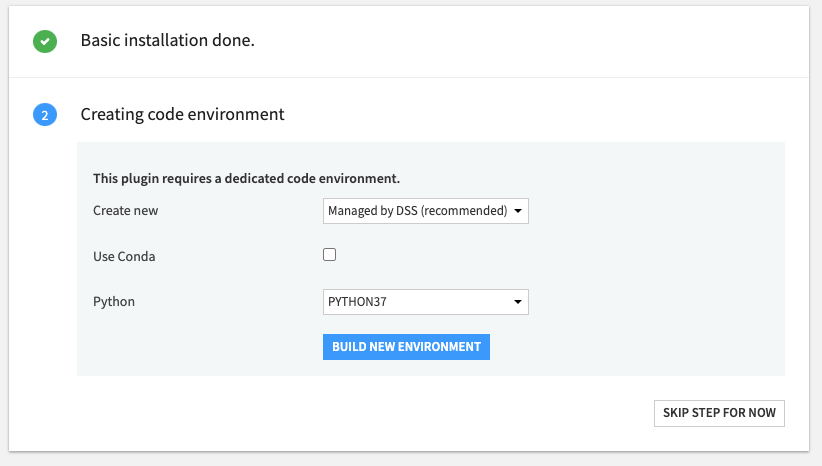 Basic installation done.
2 Creating code environment
This plugin requires a dedicated code environment.
Create new Managed by DSS (recommended)
Use Conda
Python PYTHON37
BUILD NEW ENVIRONMENT
SKIP STEP FOR NOW